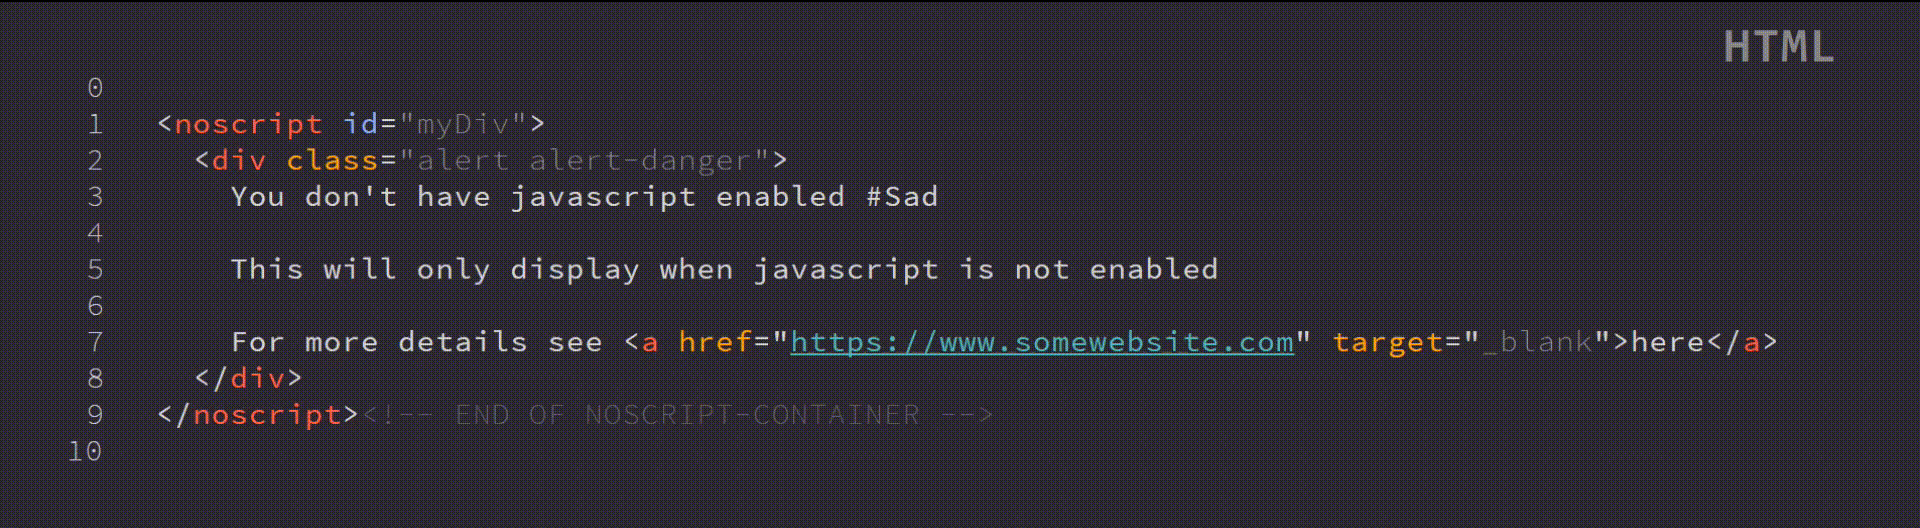 HTML
0
1 <noscript id="myDiv">
2 <div class="alert alert-danger">
3 You don't have javascript enabled #Sad
4
5 This will only display when javascript is not enabled
6
7 For more details see <a href="https://www.somewebsite.com" target="_blank">here</a>
8 </div>
9 </noscript><!-- END OF NOSCRIPT-CONTAINER -->
10